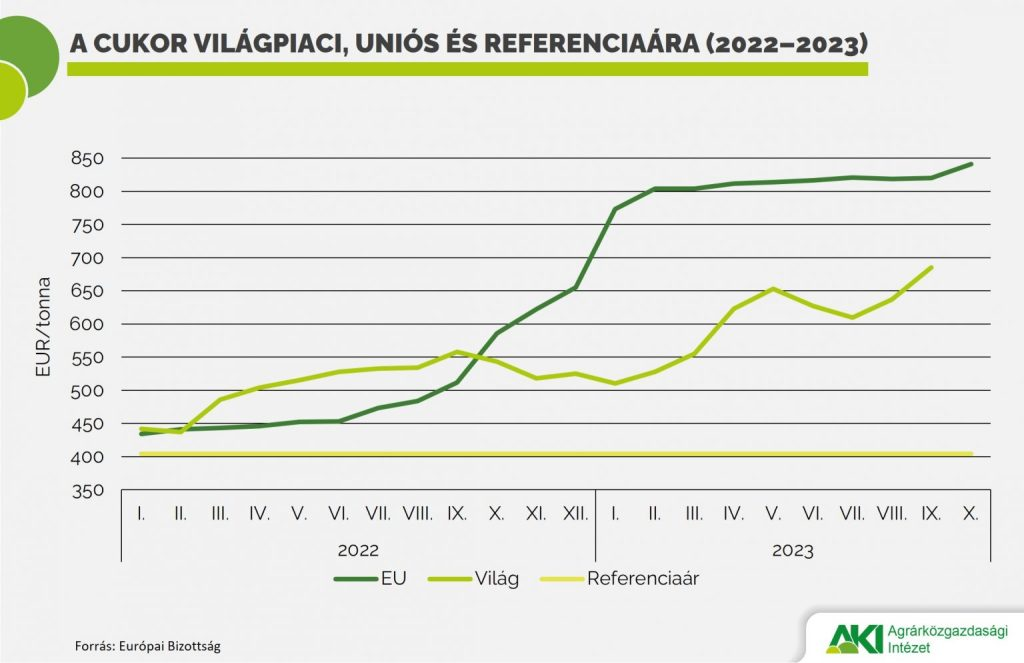 A CUKOR VILÁGPIACI, UNIÓS ÉS REFERENCIAÁRA (2022–2023)
EUR/tonna
850
800
750
700
650
600
550
500
450
400
350
I. II. III. IV. V. VI. VII. VIII. IX. X. XI. XII. I. II. III. IV. V. VI. VII. VIII. IX. X.
2022 2023
EU Világ Referenciaár
Forrás: Európai Bizottság
AKI Agrárközgazdasági
Intézet